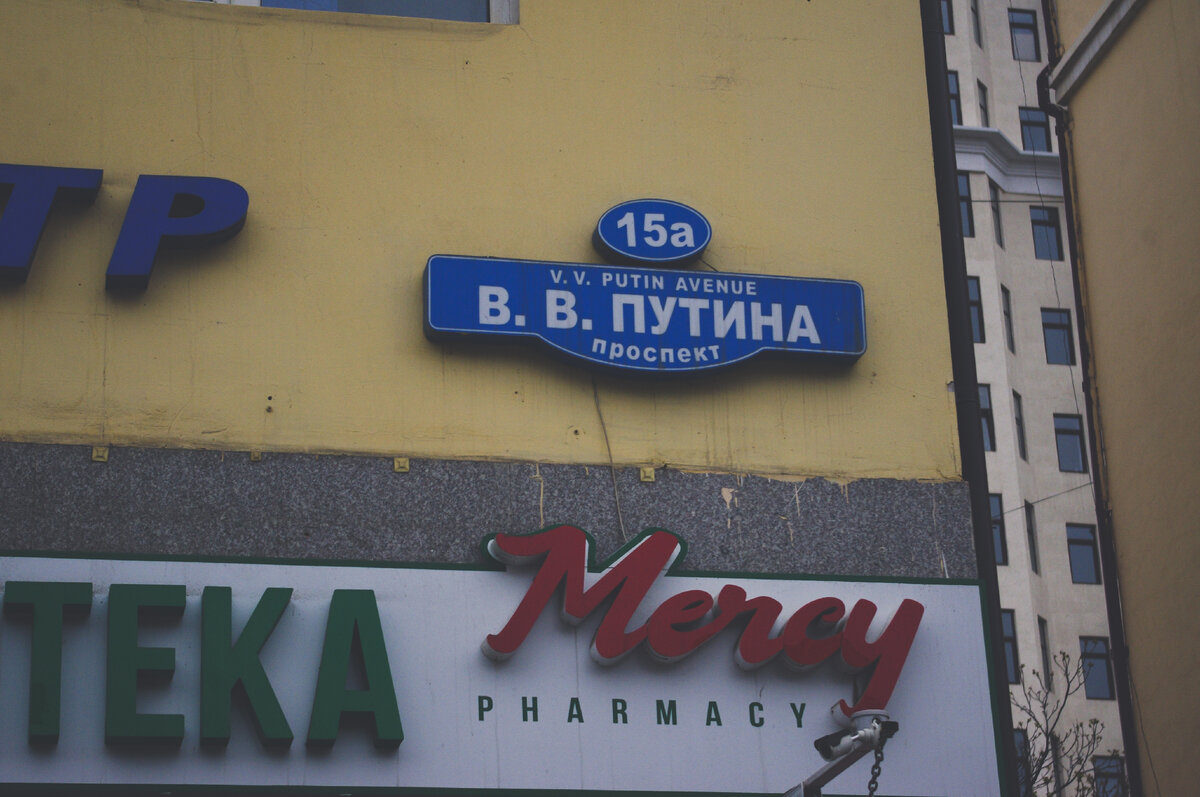 ТР
15а
V.V. PUTIN AVENUE
В. В. ПУТИНА
проспект
ТЕКА
Mercy
PHARMACY